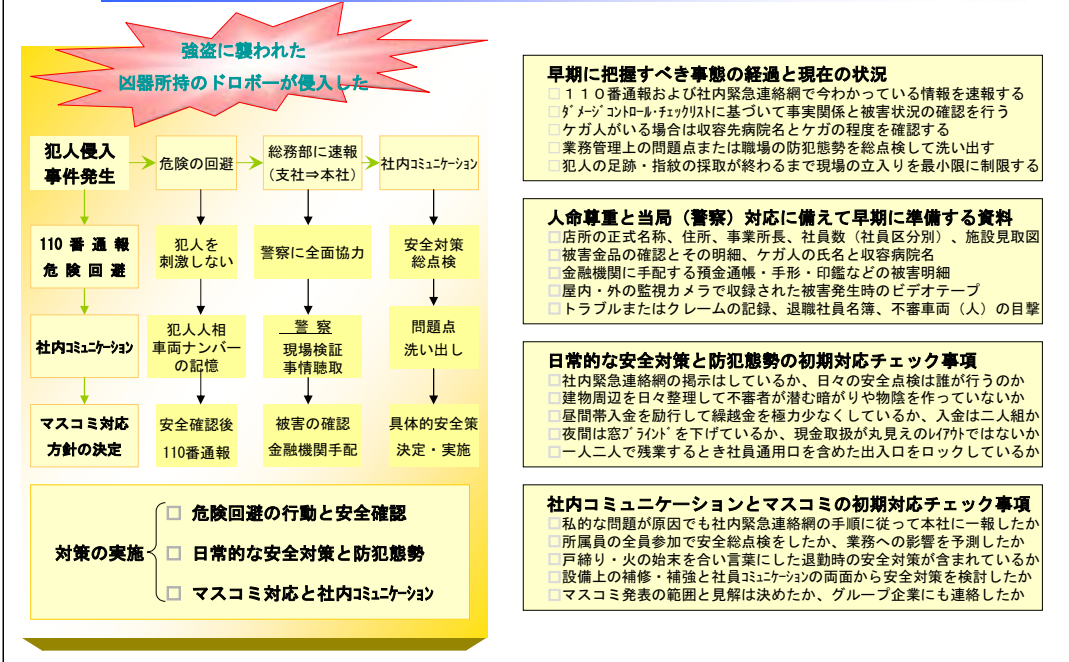 強盗に襲われた
凶器所持のドロボーが侵入した
犯人侵入
事件発生
危険の回避
総務部に速報
(支社⇒本社)
社内ｺﾐｭﾆｹｰｼｮﾝ
110 番 通 報
危 険 回 避
犯人を
刺激しない
警察に全面協力
安全対策
総点検
社内ｺﾐｭﾆｹｰｼｮﾝ
犯人人相
車両ナンバー
の記憶
警 察
現場検証
事情聴取
問題点
洗い出し
マスコミ対応
方針の決定
安全確認後
110番通報
被害の確認
金融機関手配
具体的安全策
決定・実施
対策の実施
□ 危険回避の行動と安全確認
□ 日常的な安全対策と防犯態勢
□ マスコミ対応と社内ｺﾐｭﾆｹｰｼｮﾝ
早期に把握すべき事態の経過と現在の状況
□１１０番通報および社内緊急連絡網で今わかっている情報を速報する
□ﾀﾞﾒｰｼﾞｺﾝﾄﾛｰﾙ･ﾁｪｯｸﾘｽﾄに基づいて事実関係と被害状況の確認を行う
□ケガ人がいる場合は収容先病院名とケガの程度を確認する
□業務管理上の問題点または職場の防犯態勢を総点検して洗い出す
□犯人の足跡・指紋の採取が終わるまで現場の立入りを最小限に制限する
人命尊重と当局（警察）対応に備えて早期に準備する資料
□店所の正式名称、住所、事業所長、社員数（社員区分別）、施設見取図
□被害金品の確認とその明細、ケガ人の氏名と収容病院名
□金融機関に手配する預金通帳・手形・印鑑などの被害明細
□屋内・外の監視カメラで収録された被害発生時のビデオテープ
□トラブルまたはクレームの記録、退職社員名簿、不審車両（人）の目撃
日常的な安全対策と防犯態勢の初期対応チェック事項
□社内緊急連絡網の掲示はしているか、日々の安全点検は誰が行うのか
□建物周辺を日々整理して不審者が潜む暗がりや物陰を作っていないか
□昼間帯入金を励行して繰越金を極力少なくしているか、入金は二人組か
□夜間は窓ﾌﾞﾗｲﾝﾄﾞを下げているか、現金取扱が丸見えのﾚｲｱｳﾄではないか
□一人二人で残業するとき社員通用口を含めた出入口をロックしているか
社内コミュニケーションとマスコミの初期対応チェック事項
□私的な問題が原因でも社内緊急連絡網の手順に従って本社に一報したか
□所属員の全員参加で安全総点検をしたか、業務への影響を予測したか
□戸締り・火の始末を合い言葉にした退勤時の安全対策が含まれているか
□設備上の補修・補強と社員ｺﾐｭﾆｹｰｼｮﾝの両面から安全対策を検討したか
□マスコミ発表の範囲と見解は決めたか、グループ企業にも連絡したか